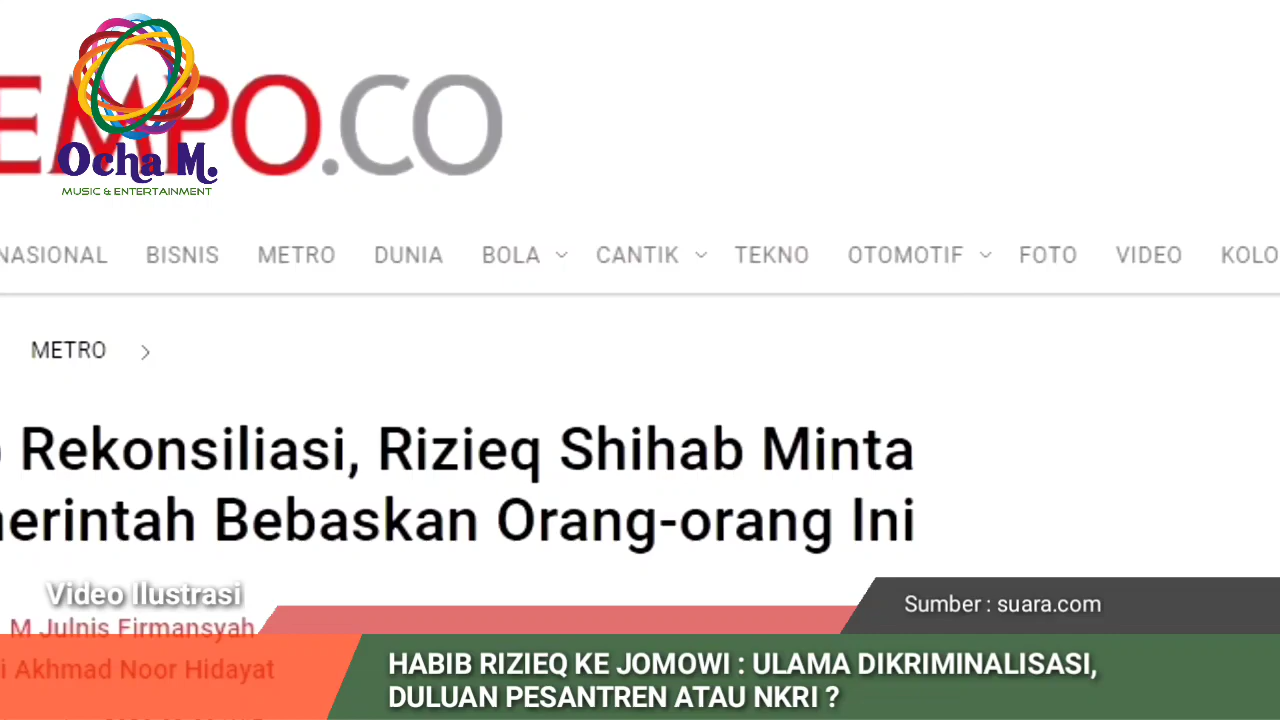 EMPO.CO
Ocha M.
MUSIC & ENTERTAINMENT
NASIONAL BISNIS METRO DUNIA BOLA CANTIK TEKNO OTOMOTIF FOTO VIDEO KOLO
METRO
Rekonsiliasi, Rizieq Shihab Minta
nerintah Bebaskan Orang-orang Ini
Video Ilustrasi
Sumber : suara.com
M Julnis Firmansyah
i Akhmad Noor Hidayat
HABIB RIZIEQ KE JOMOWI : ULAMA DIKRIMINALISASI,
DULUAN PESANTREN ATAU NKRI ?